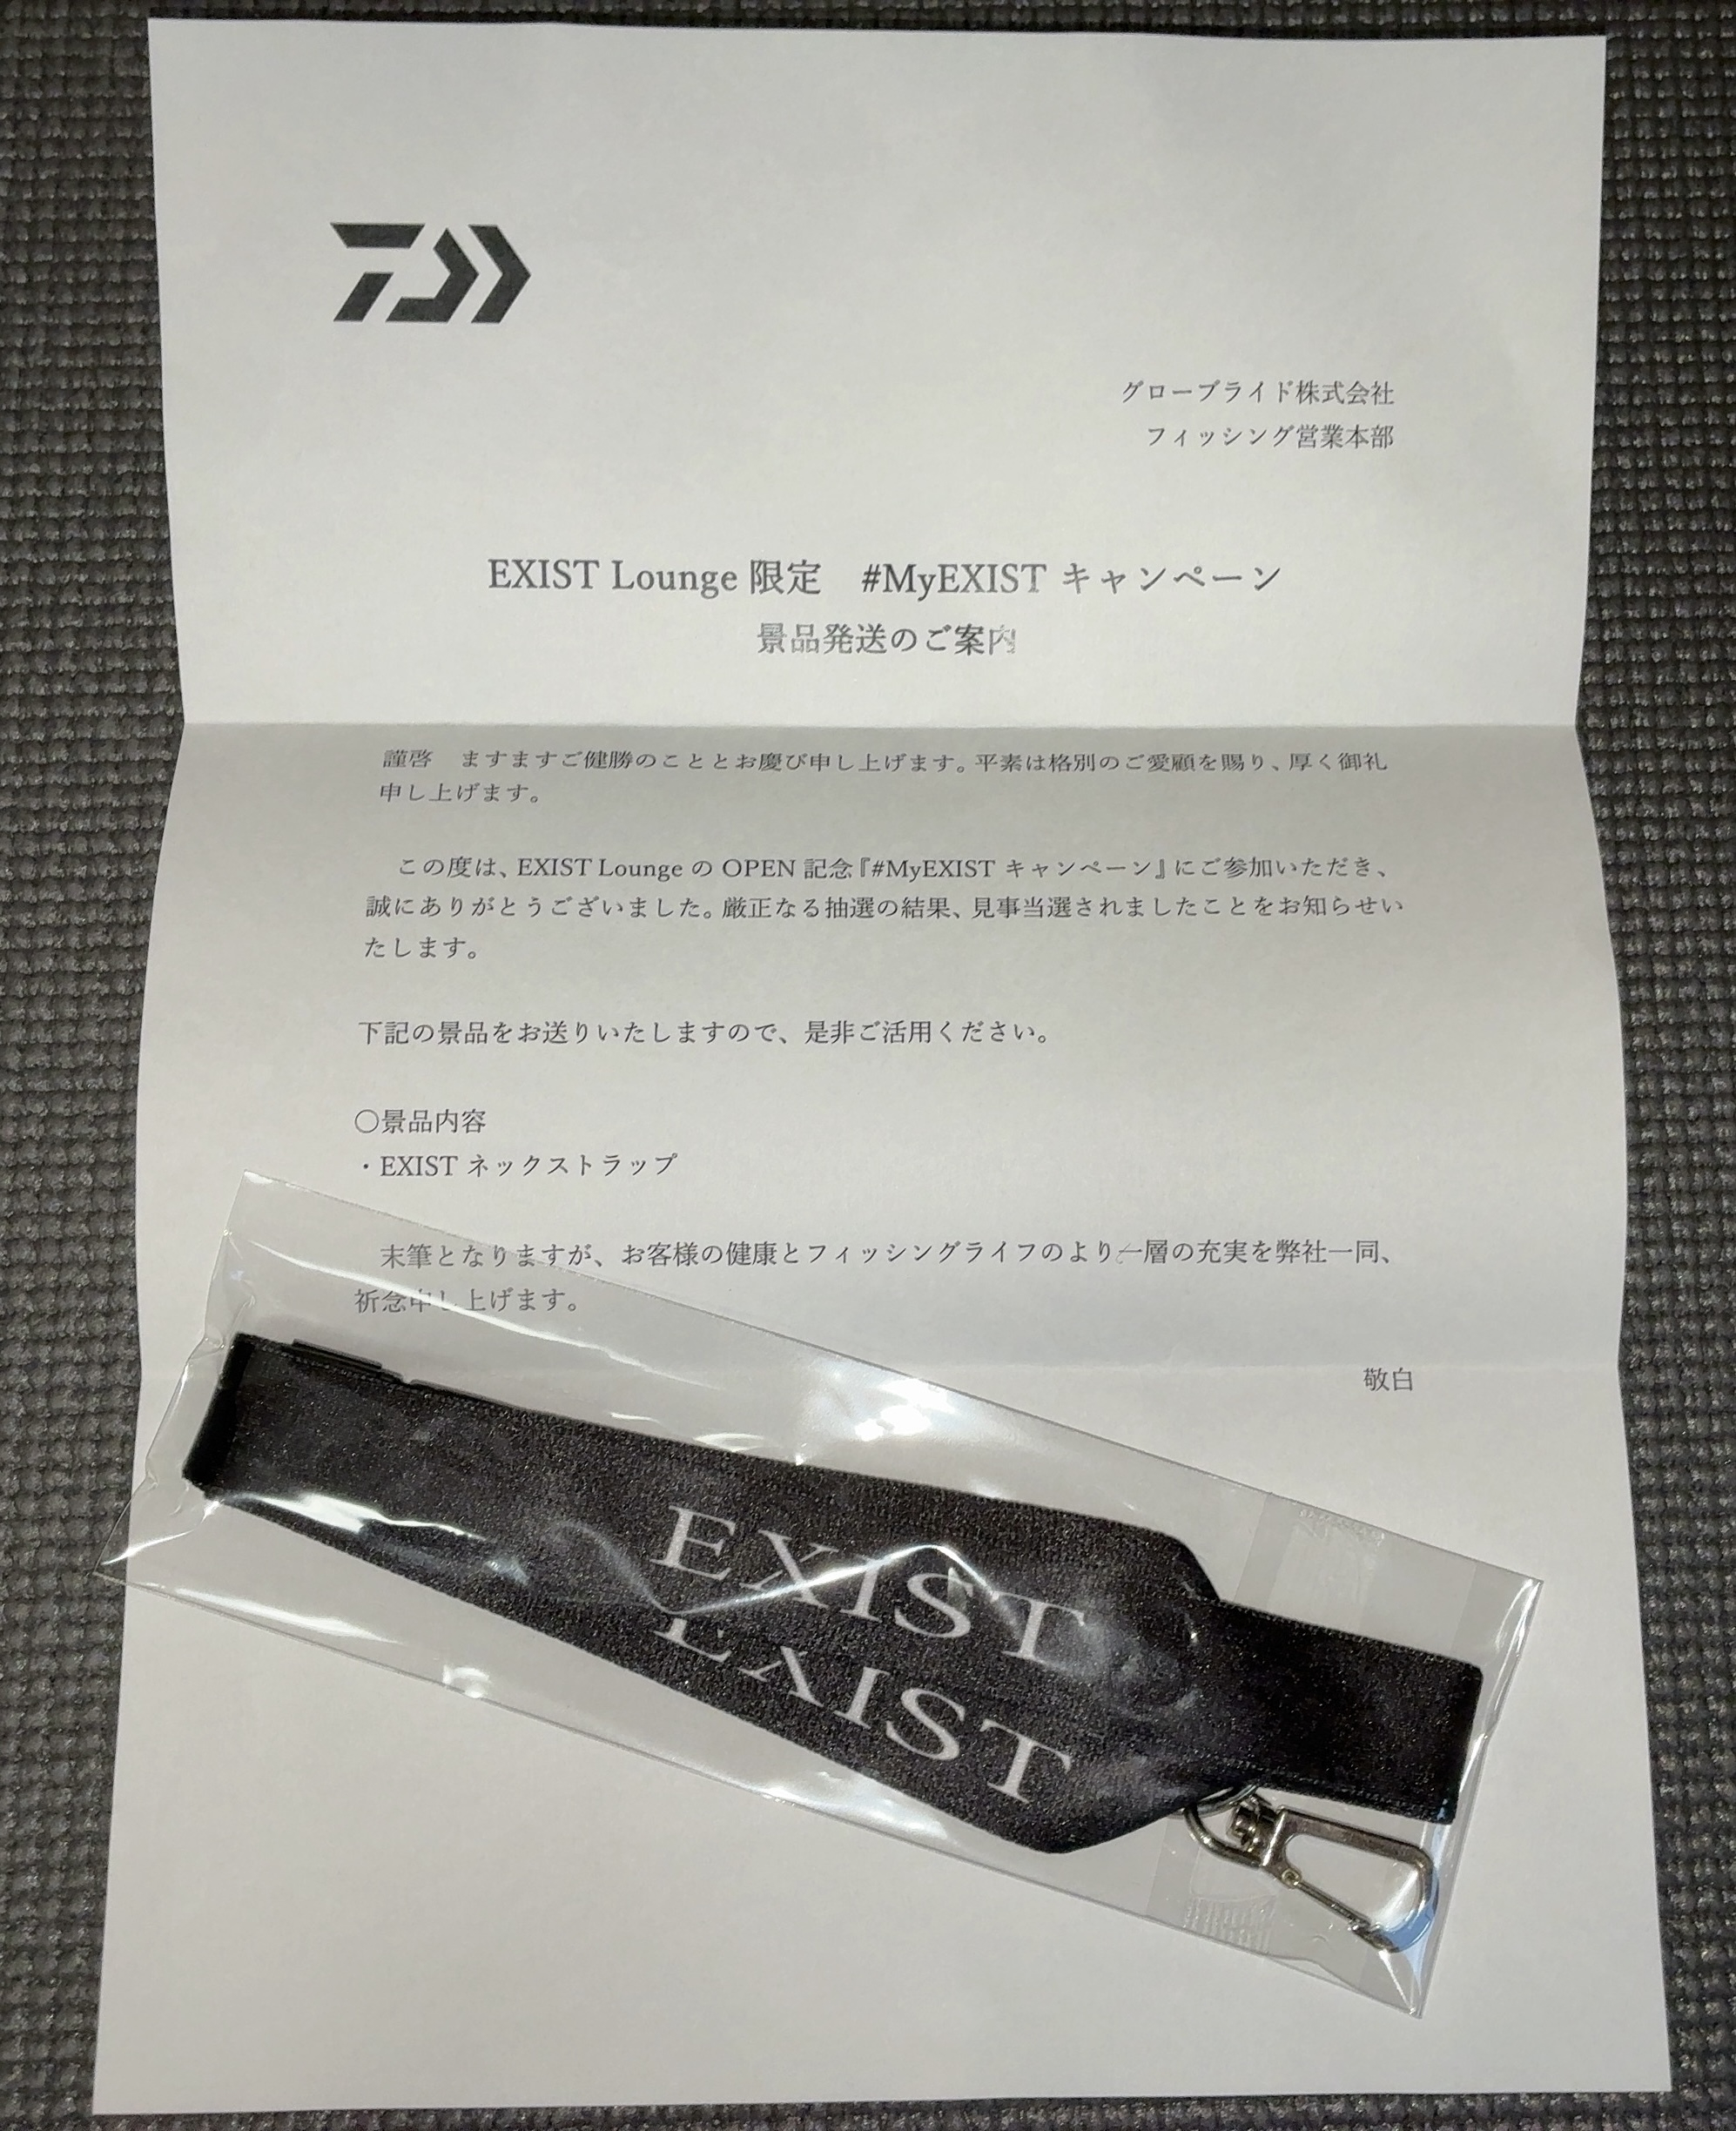 グローブライド株式会社
フィッシング営業本部
EXIST Lounge 限定　#MyEXIST キャンペーン
景品発送のご案内
謹啓　ますますご健勝のこととお慶び申し上げます。平素は格別のご愛顧を賜り、厚く御礼
申し上げます。
この度は、EXIST Lounge の OPEN 記念『#MyEXIST キャンペーン』にご参加いただき、
誠にありがとうございました。厳正なる抽選の結果、見事当選されましたことをお知らせい
たします。
下記の景品をお送りいたしますので、是非ご活用ください。
〇景品内容
・EXIST ネックストラップ
末筆となりますが、お客様の健康とフィッシングライフのより一層の充実を弊社一同、
祈念申し上げます。
敬白
EXIST
EXIST